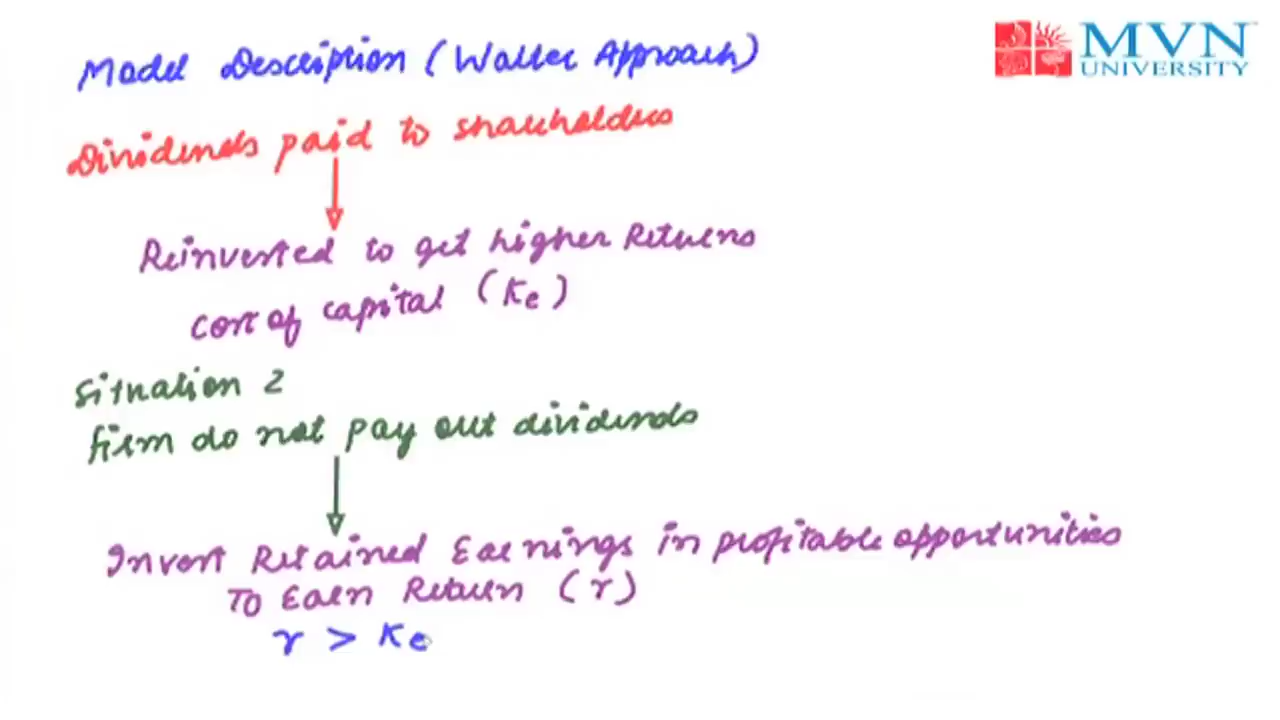 Model Description (Walter Approach)
MVN
UNIVERSITY
Dividends paid to shareholders
Reinvested to get higher Returns
cost of capital (Ke)
Situation 2
firm do not pay out dividends
Invest Retained Earnings in profitable opportunities
To Earn Return (r)
r > Ke